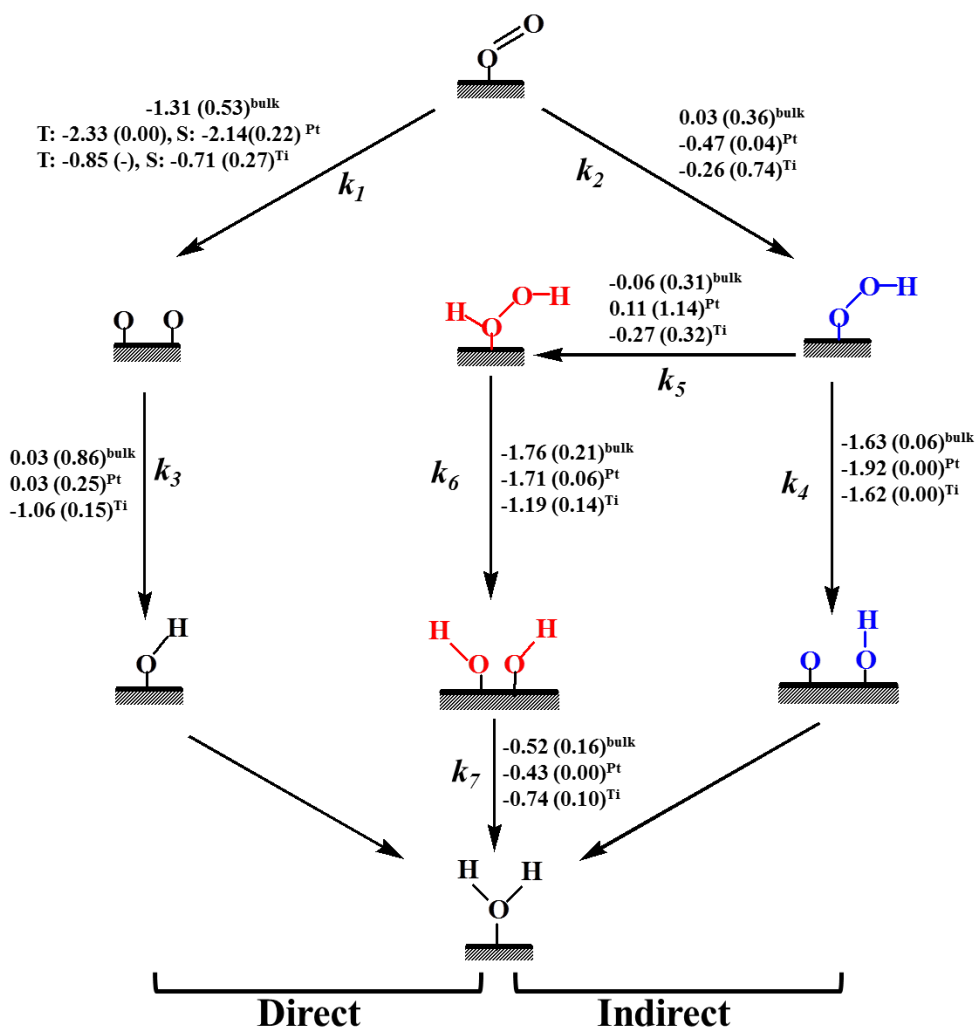 O
O
-1.31 (0.53)bulk
T: -2.33 (0.00), S: -2.14(0.22) Pt
T: -0.85 (-), S: -0.71 (0.27)Ti
k1
0.03 (0.36)bulk
-0.47 (0.04)Pt
-0.26 (0.74)Ti
k2
O O
H O O-H
-0.06 (0.31)bulk
0.11 (1.14)Pt
-0.27 (0.32)Ti
k5
O O-H
0.03 (0.86)bulk
0.03 (0.25)Pt
-1.06 (0.15)Ti
k3
k6
-1.76 (0.21)bulk
-1.71 (0.06)Pt
-1.19 (0.14)Ti
k4
-1.63 (0.06)bulk
-1.92 (0.00)Pt
-1.62 (0.00)Ti
H
O
H H
O O
H
O O
k7
-0.52 (0.16)bulk
-0.43 (0.00)Pt
-0.74 (0.10)Ti
H H
O
Direct Indirect